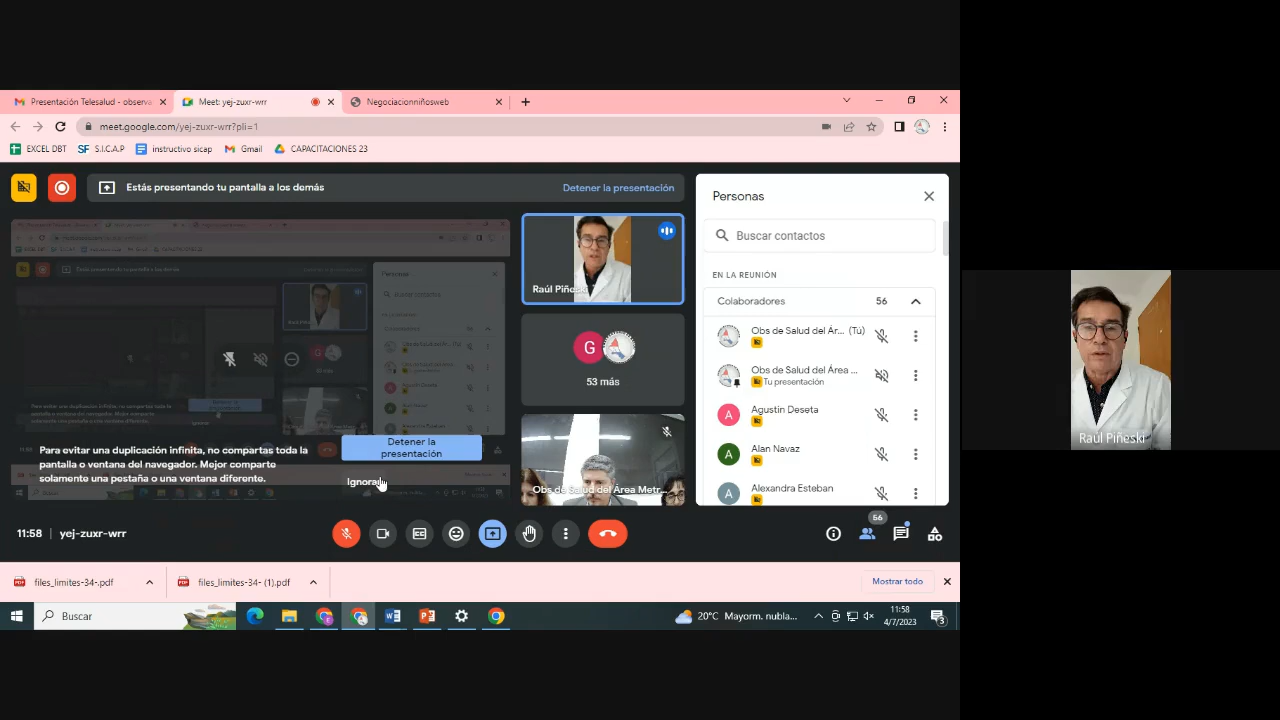 Presentación Telesalud - observa
Meet: yej-zuxr-wrr
Negociacionniñosweb
meet.google.com/yej-zuxr-wrr?pli=1
EXCEL DBT
SF S.I.C.A.P
instructivo sicap
Gmail
CAPACITACIONES 23
Estás presentando tu pantalla a los demás
Detener la presentación
Personas
Buscar contactos
EN LA REUNIÓN
Colaboradores 56
Obs de Salud del Ár... (Tú)
Obs de Salud del Área ...
Tu presentación
A Agustin Deseta
A Alan Navaz
A Alexandra Esteban
Raúl Piñeski
G
53 más
Obs de Salud del Área Metr...
Para evitar una duplicación infinita, no compartas toda la
pantalla o ventana del navegador. Mejor comparte
solamente una pestaña o una ventana diferente.
Detener la
presentación
Ignorar
11:58 yej-zuxr-wrr
56
files_limites-34-.pdf
files_limites-34- (1).pdf
Mostrar todo
Buscar
20°C Mayorm. nubla...
11:58
4/7/2023
3
Raúl Piñeski